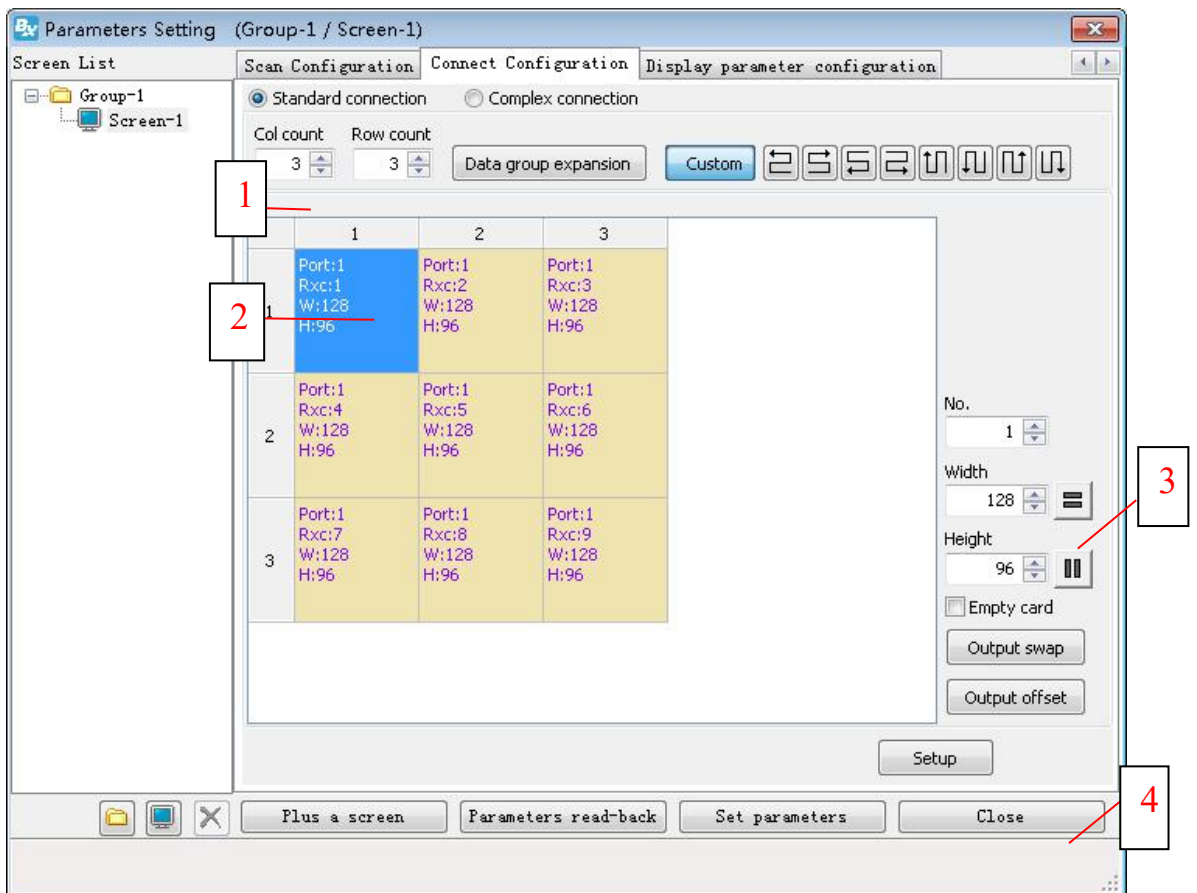 Bx Parameters Setting (Group-1 / Screen-1)
Screen List
Scan Configuration Connect Configuration Display parameter configuration
Group-1
Screen-1
Standard connection Complex connection
Col count Row count
3 3 Data group expansion Custom
1
1 2 3
Port:1 Port:1 Port:1
Rxc:1 Rxc:2 Rxc:3
2 1 W:128 W:128 W:128
H:96 H:96 H:96
Port:1 Port:1 Port:1
Rxc:4 Rxc:5 Rxc:6
2 W:128 W:128 W:128
H:96 H:96 H:96
Port:1 Port:1 Port:1
Rxc:7 Rxc:8 Rxc:9
3 W:128 W:128 W:128
H:96 H:96 H:96
No.
1
Width
128
3
Height
96
Empty card
Output swap
Output offset
Setup
4
Plus a screen Parameters read-back Set parameters Close